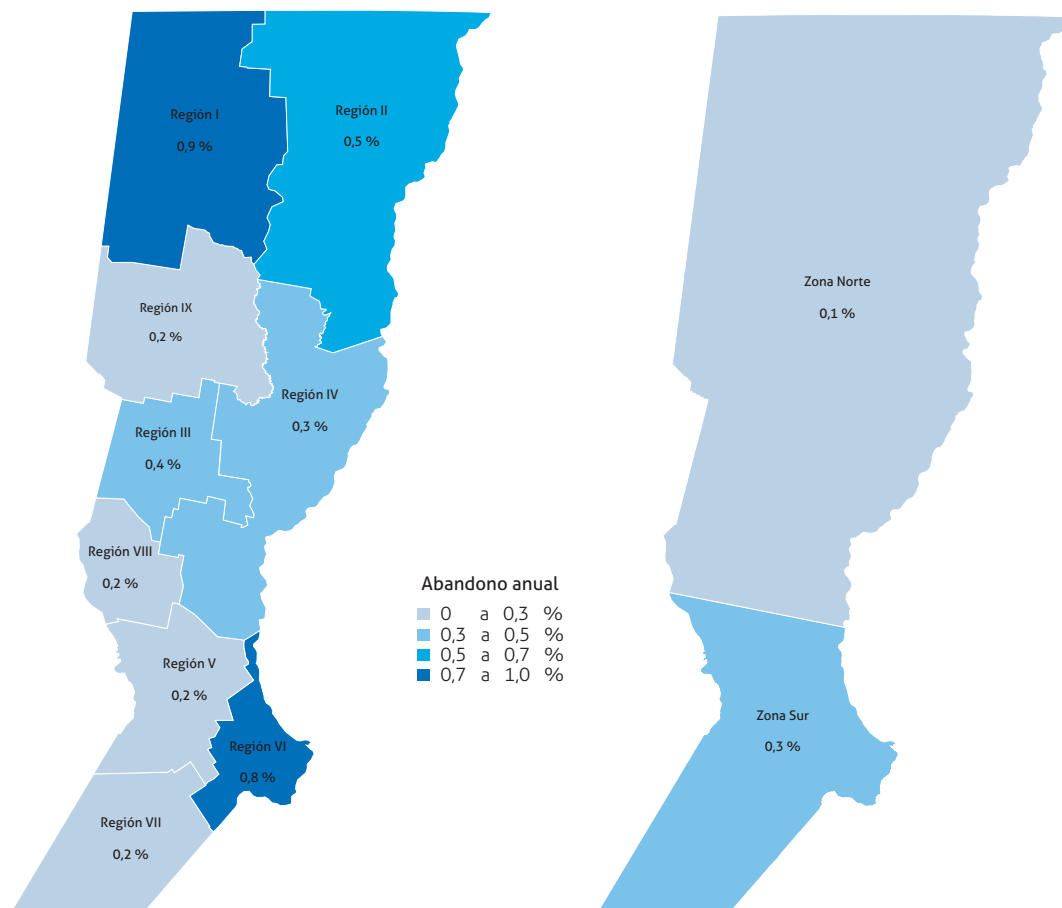 Región I
0,9 %
Región II
0,5 %
Región IX
0,2 %
Región IV
0,3 %
Región III
0,4 %
Región VIII
0,2 %
Región V
0,2 %
Región VI
0,8 %
Región VII
0,2 %
Abandono anual
0 a 0,3 %
0,3 a 0,5 %
0,5 a 0,7 %
0,7 a 1,0 %
Zona Norte
0,1 %
Zona Sur
0,3 %